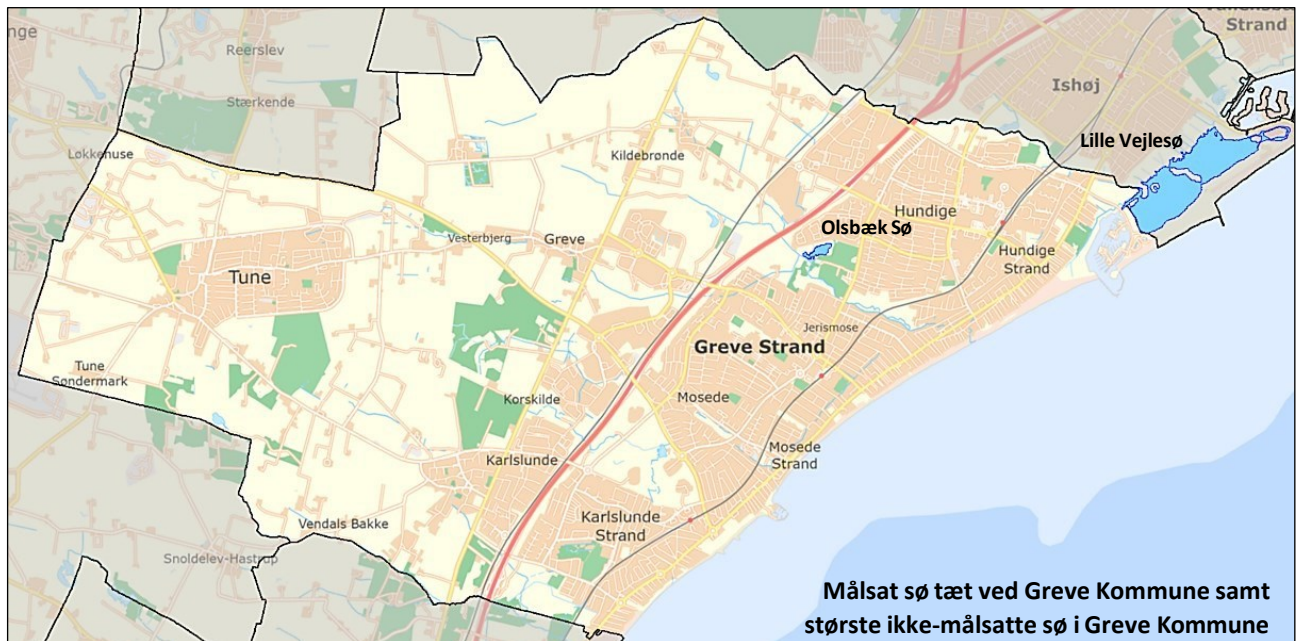 Vallensbæk
Strand
nge
Reerslev
Ishøj
Stærkende
Lille Vejlesø
Løkkenuse
Kildebrønde
Hundige
Olsbæk Sø
Vesterbjerg
Greve
Hundige
Strand
Tune
Jerismose
Greve Strand
Tune
Søndermark
Korskilde
Mosede
Mosede
Strand
Karlslunde
Karlslunde
Strand
Vendals Bakke
Snoldelev-Hastrup
Målsat sø tæt ved Greve Kommune samt
største ikke-målsatte sø i Greve Kommune